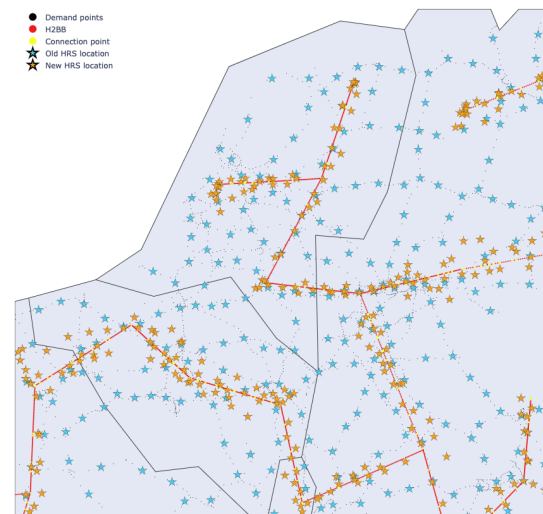 Demand points
H2BB
Connection point
Old HRS location
New HRS location